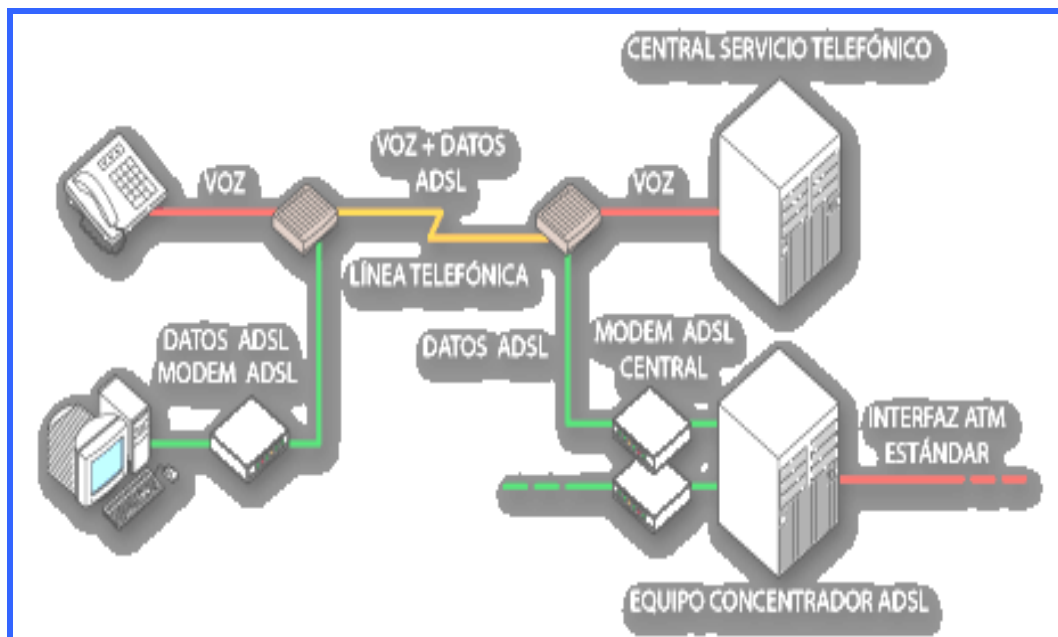 CENTRAL SERVICIO TELEFÓNICO
VOZ
VOZ + DATOS
ADSL
VOZ
LÍNEA TELEFÓNICA
DATOS ADSL
MODEM ADSL
DATOS ADSL
MODEM ADSL
CENTRAL
INTERFAZ ATM
ESTÁNDAR
EQUIPO CONCENTRADOR ADSL